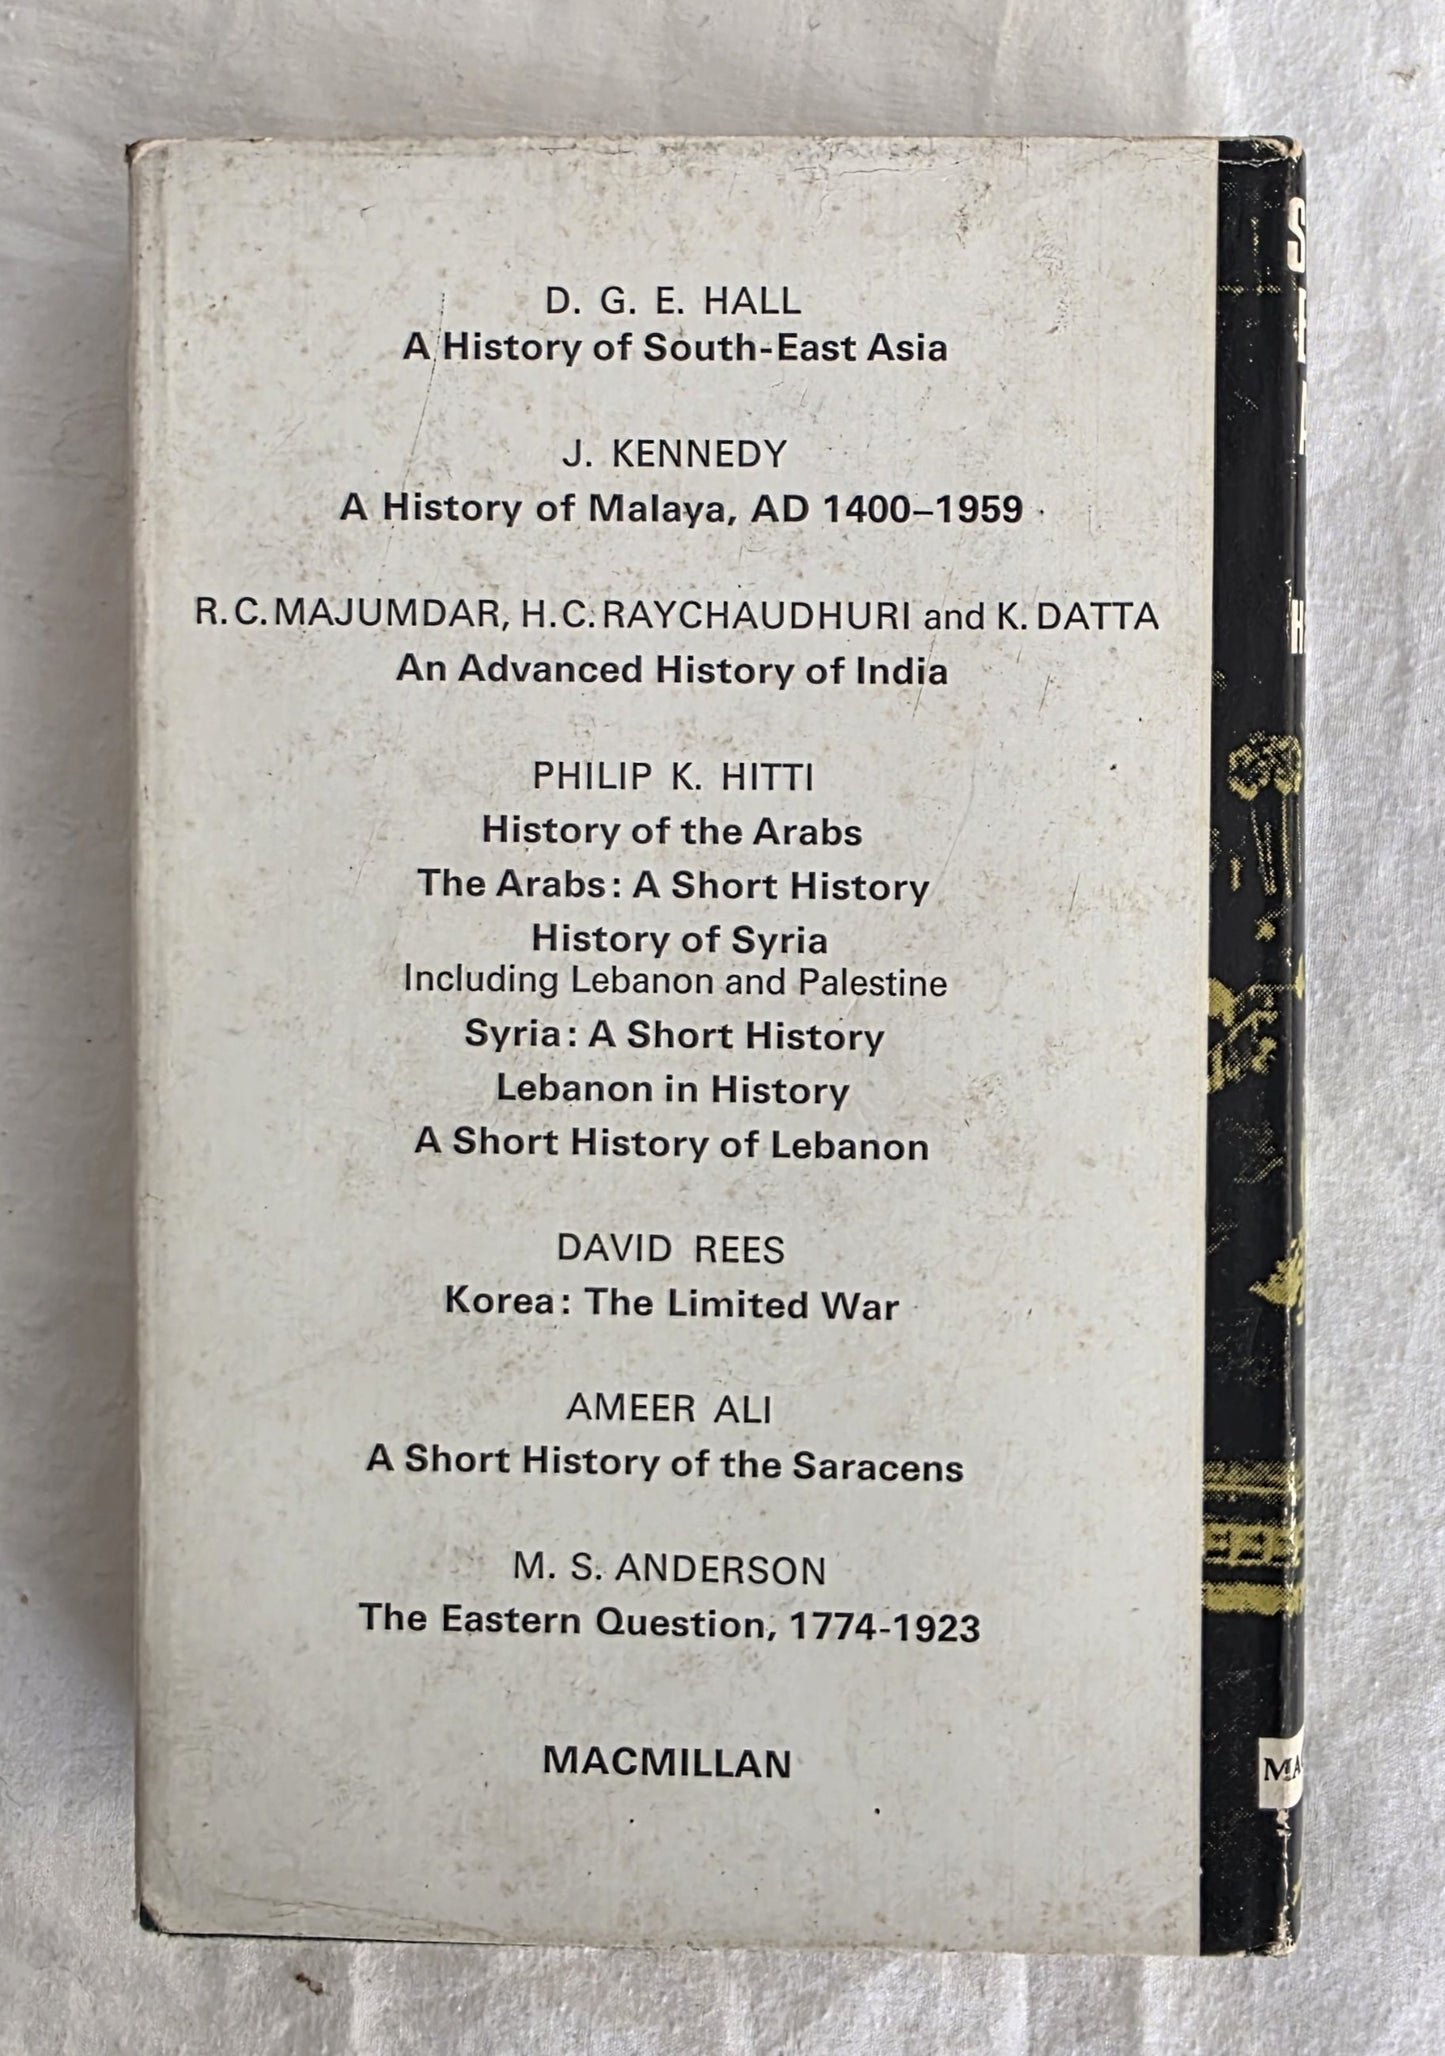 D. G. E. HALL
A History of South-East Asia
J. KENNEDY
A History of Malaya, AD 1400–1959
R. C. MAJUMDAR, H. C. RAYCHAUDHURI and K. DATTA
An Advanced History of India
PHILIP K. HITTI
History of the Arabs
The Arabs: A Short History
History of Syria
Including Lebanon and Palestine
Syria: A Short History
Lebanon in History
A Short History of Lebanon
DAVID REES
Korea: The Limited War
AMEER ALI
A Short History of the Saracens
M. S. ANDERSON
The Eastern Question, 1774-1923
MACMILLAN